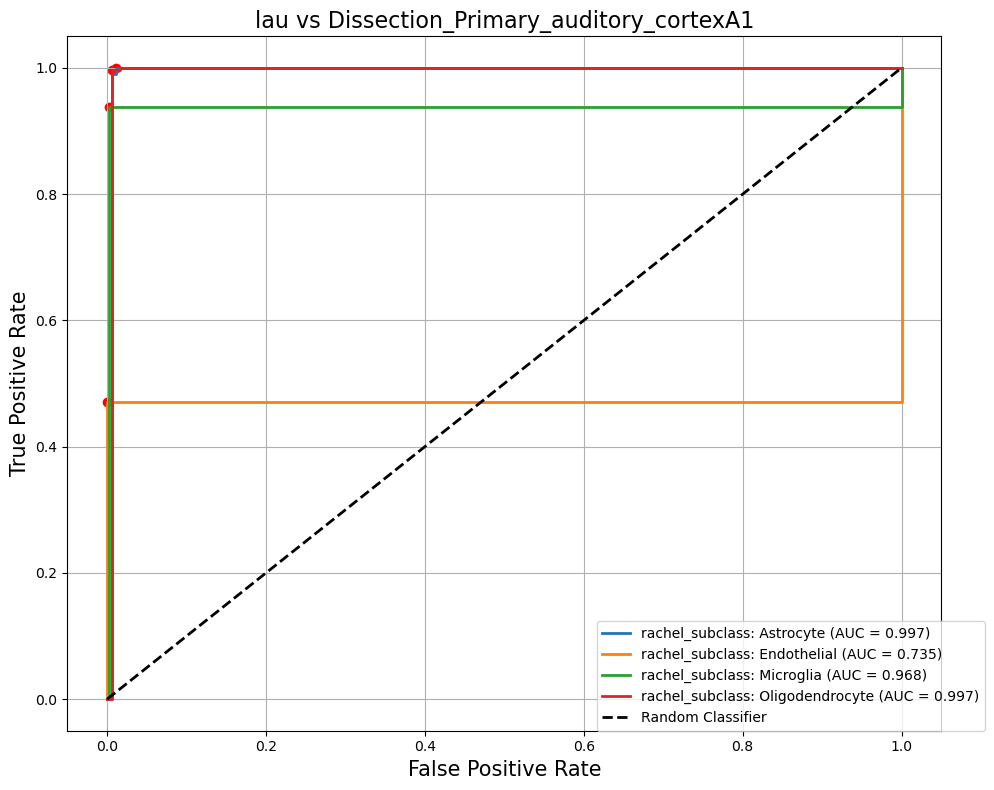 lau vs Dissection_Primary_auditory_cortexA1
True Positive Rate
1.0
0.8
0.6
0.4
0.2
0.0
0.0 0.2 0.4 0.6 0.8 1.0
False Positive Rate
rachel_subclass: Astrocyte (AUC = 0.997)
rachel_subclass: Endothelial (AUC = 0.735)
rachel_subclass: Microglia (AUC = 0.968)
rachel_subclass: Oligodendrocyte (AUC = 0.997)
Random Classifier